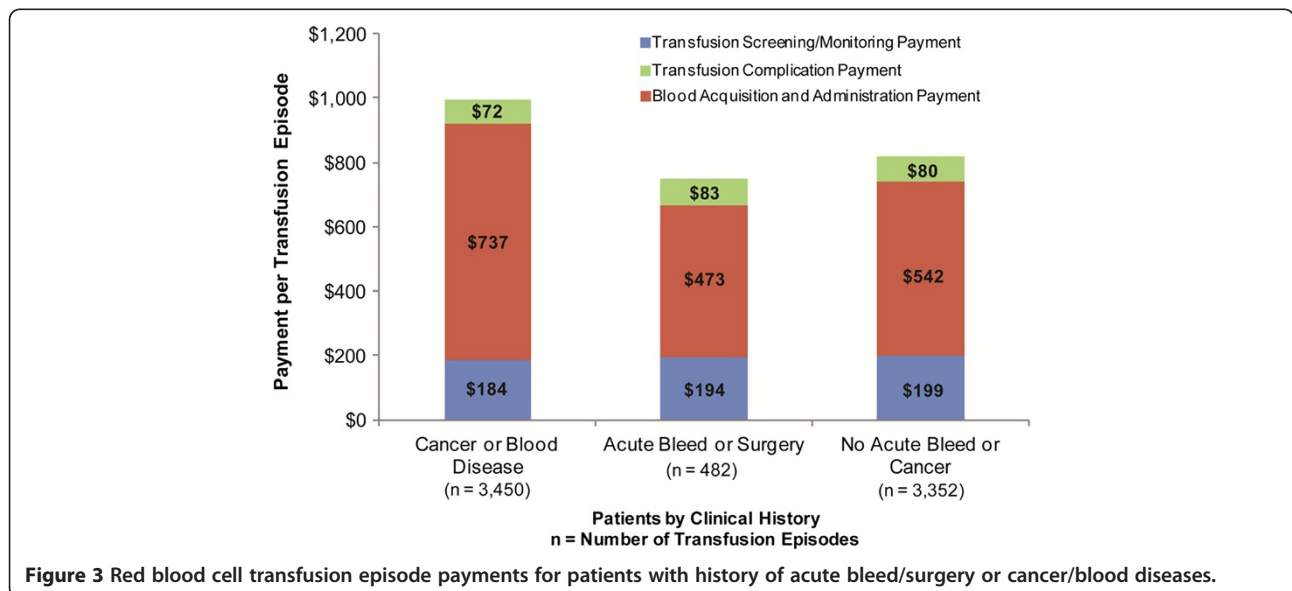 $1,200
$1,000
$800
$600
$400
$200
$0
Payment per Transfusion Episode
Transfusion Screening/Monitoring Payment
Transfusion Complication Payment
Blood Acquisition and Administration Payment
$72
$737
$184
$83
$473
$194
$80
$542
$199
Cancer or Blood
Disease
(n = 3,450)
Acute Bleed or Surgery
(n = 482)
No Acute Bleed or
Cancer
(n = 3,352)
Patients by Clinical History
n = Number of Transfusion Episodes
Figure 3 Red blood cell transfusion episode payments for patients with history of acute bleed/surgery or cancer/blood diseases.